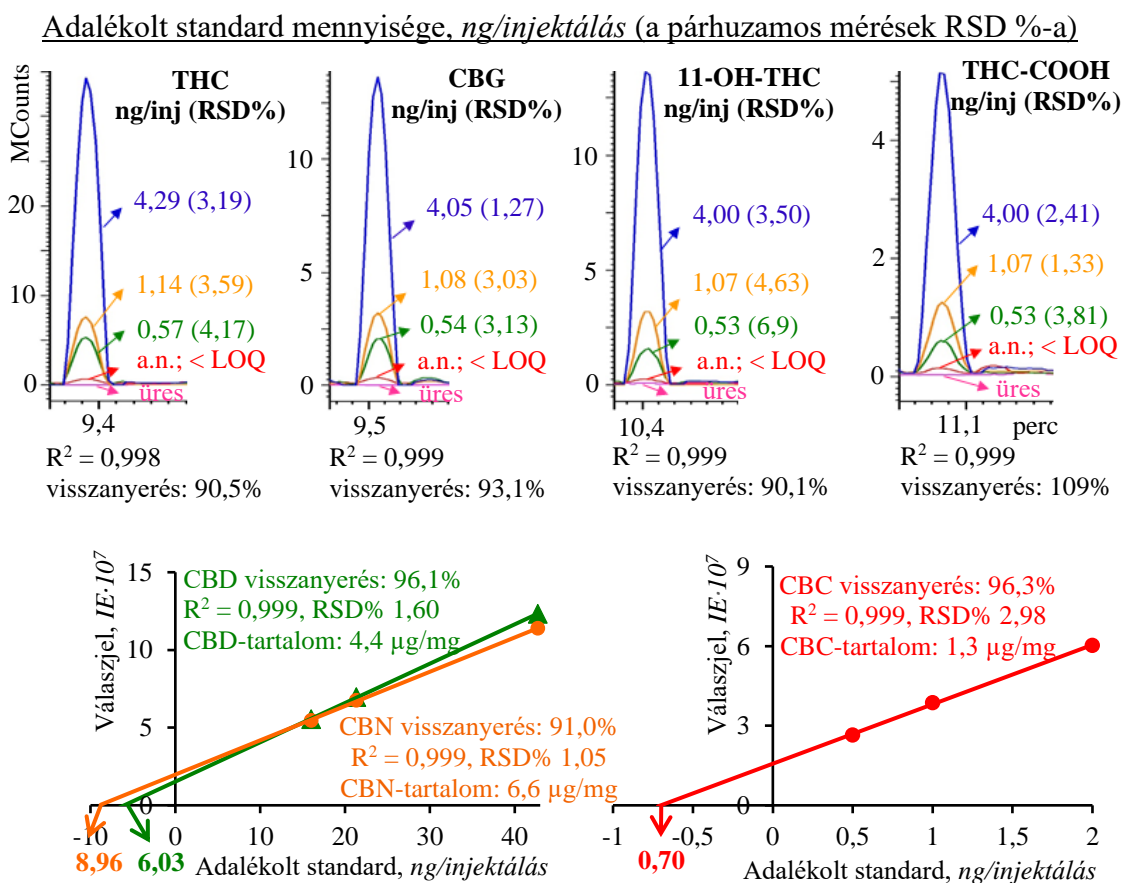 Adalékolt standard mennyisége, ng/injektálás (a párhuzamos mérések RSD %-a)
MCounts
THC
ng/inj (RSD%)
20
10
0
4,29 (3,19)
1,14 (3,59)
0,57 (4,17)
a.n.; < LOQ
üres
9,4
R² = 0,998
visszanyerés: 90,5%
CBG
ng/inj (RSD%)
10
5
0
4,05 (1,27)
1,08 (3,03)
0,54 (3,13)
a.n.; < LOQ
üres
9,5
R² = 0,999
visszanyerés: 93,1%
11-OH-THC
ng/inj (RSD%)
10
5
0
4,00 (3,50)
1,07 (4,63)
0,53 (6,9)
a.n.; < LOQ
üres
10,4
R² = 0,999
visszanyerés: 90,1%
THC-COOH
ng/inj (RSD%)
4
2
0
4,00 (2,41)
1,07 (1,33)
0,53 (3,81)
a.n.; < LOQ
üres
11,1
perc
R² = 0,999
visszanyerés: 109%
Válaszjel, IE·10⁷
15
10
5
0
CBD visszanyerés: 96,1%
R² = 0,999, RSD% 1,60
CBD-tartalom: 4,4 µg/mg
CBN visszanyerés: 91,0%
R² = 0,999, RSD% 1,05
CBN-tartalom: 6,6 µg/mg
-10 0 10 20 30 40
8,96 6,03
Adalékolt standard, ng/injektálás
Válaszjel, IE·10⁷
9
6
3
0
CBC visszanyerés: 96,3%
R² = 0,999, RSD% 2,98
CBC-tartalom: 1,3 µg/mg
-1 -0,5 0 0,5 1 2
0,70
Adalékolt standard, ng/injektálás